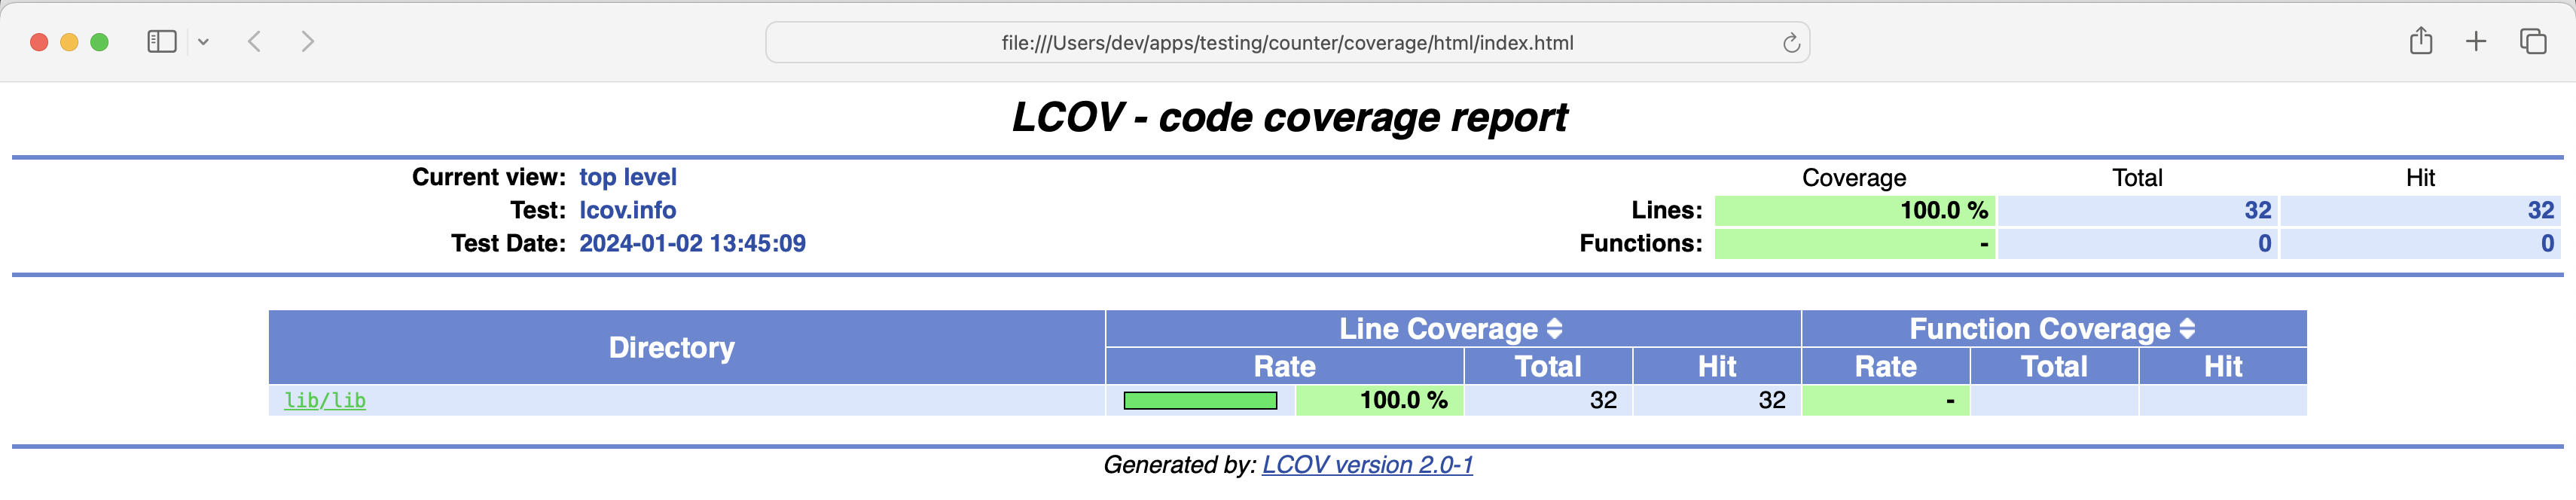 file:///Users/dev/apps/testing/counter/coverage/html/index.html
LCOV - code coverage report
Current view: top level Coverage Total Hit
Test: lcov.info Lines: 100.0 % 32 32
Test Date: 2024-01-02 13:45:09 Functions: - 0 0
Directory Line Coverage Function Coverage
Rate Total Hit Rate Total Hit
lib/lib 100.0 % 32 32 -
Generated by: LCOV version 2.0-1